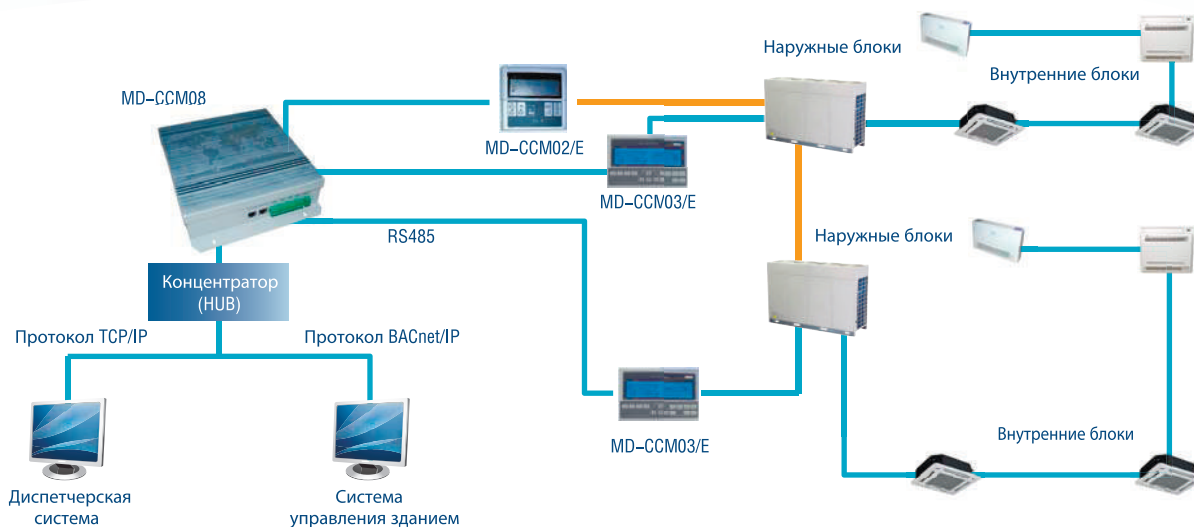 Наружные блоки
Внутренние блоки
MD-CCM08
MD-CCM02/E
MD-CCM03/E
RS485
Наружные блоки
Концентратор
(HUB)
Протокол TCP/IP
Протокол BACnet/IP
MD-CCM03/E
Внутренние блоки
Диспетчерская
система
Система
управления зданием